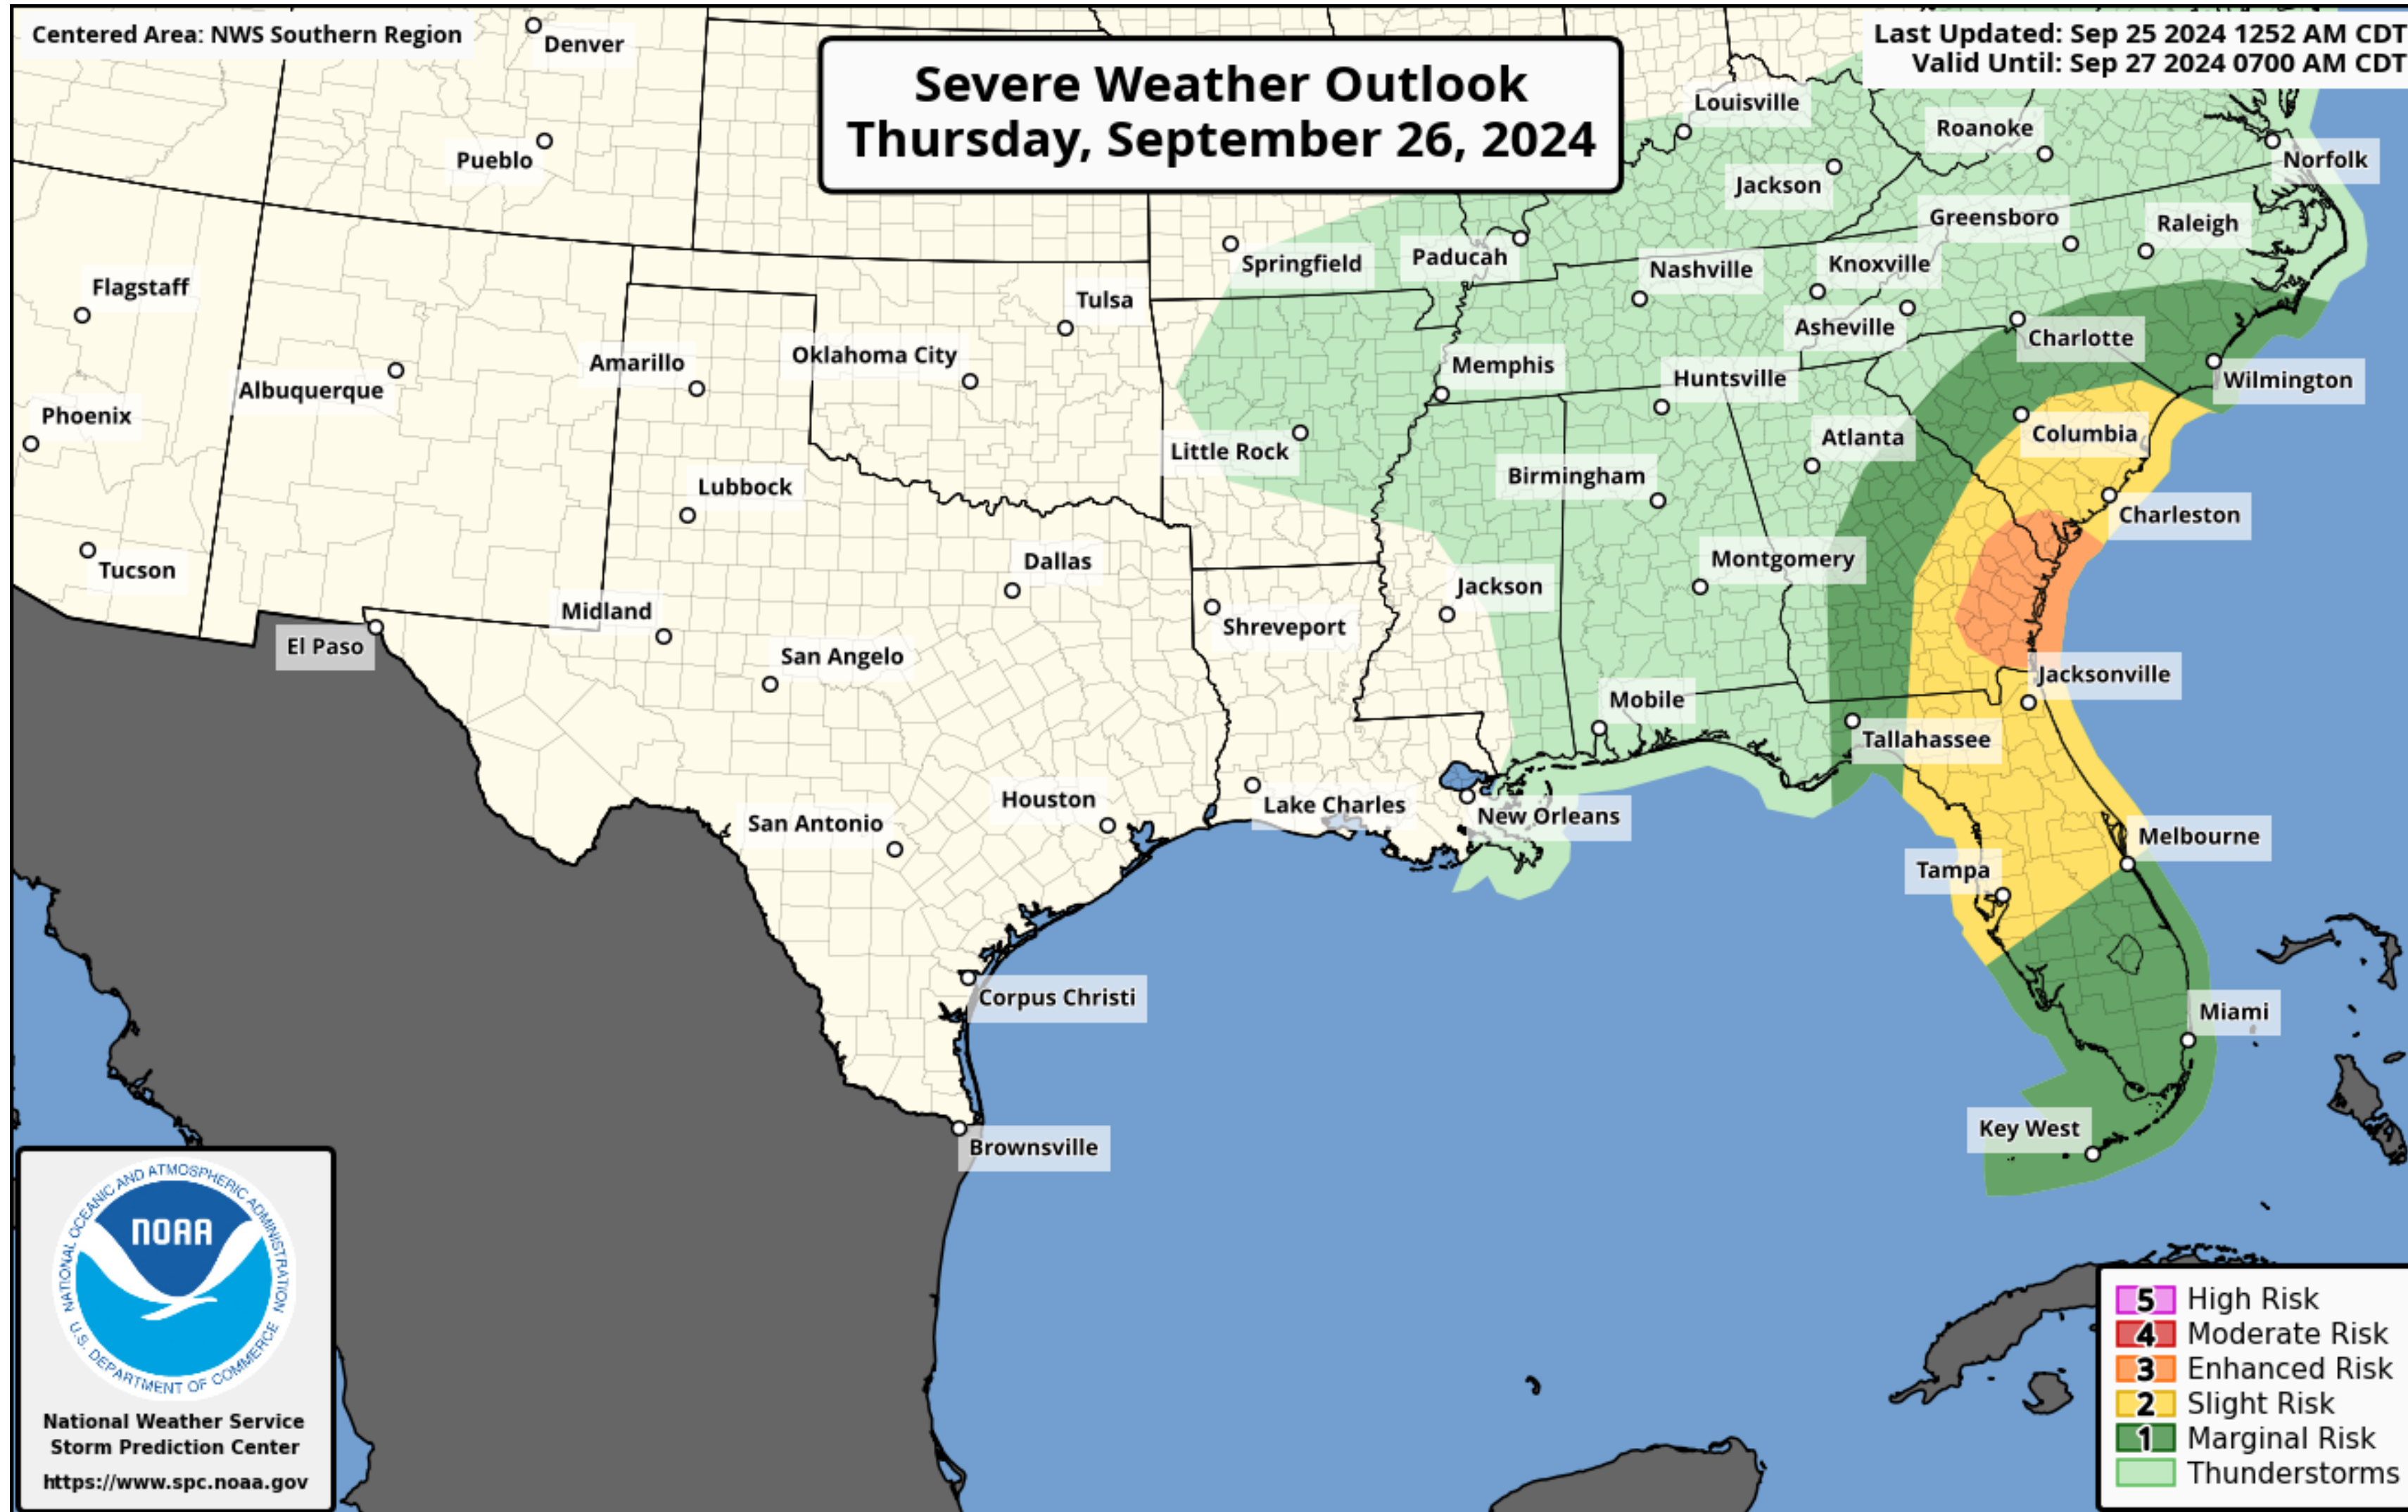 Centered Area: NWS Southern Region
Last Updated: Sep 25 2024 1252 AM CDT
Valid Until: Sep 27 2024 0700 AM CDT
Severe Weather Outlook
Thursday, September 26, 2024
Denver
Pueblo
Louisville
Roanoke
Norfolk
Jackson
Greensboro
Raleigh
Springfield
Paducah
Nashville
Knoxville
Flagstaff
Tulsa
Asheville
Charlotte
Albuquerque
Amarillo
Oklahoma City
Memphis
Huntsville
Wilmington
Phoenix
Little Rock
Atlanta
Columbia
Lubbock
Birmingham
Charleston
Tucson
Dallas
Montgomery
Midland
Jackson
El Paso
San Angelo
Shreveport
Jacksonville
Mobile
Tallahassee
Houston
Lake Charles
New Orleans
San Antonio
Melbourne
Tampa
Corpus Christi
Miami
Key West
Brownsville
NATIONAL OCEANIC AND ATMOSPHERIC ADMINISTRATION
NOAA
U.S. DEPARTMENT OF COMMERCE
National Weather Service
Storm Prediction Center
https://www.spc.noaa.gov
5 High Risk
4 Moderate Risk
3 Enhanced Risk
2 Slight Risk
1 Marginal Risk
Thunderstorms